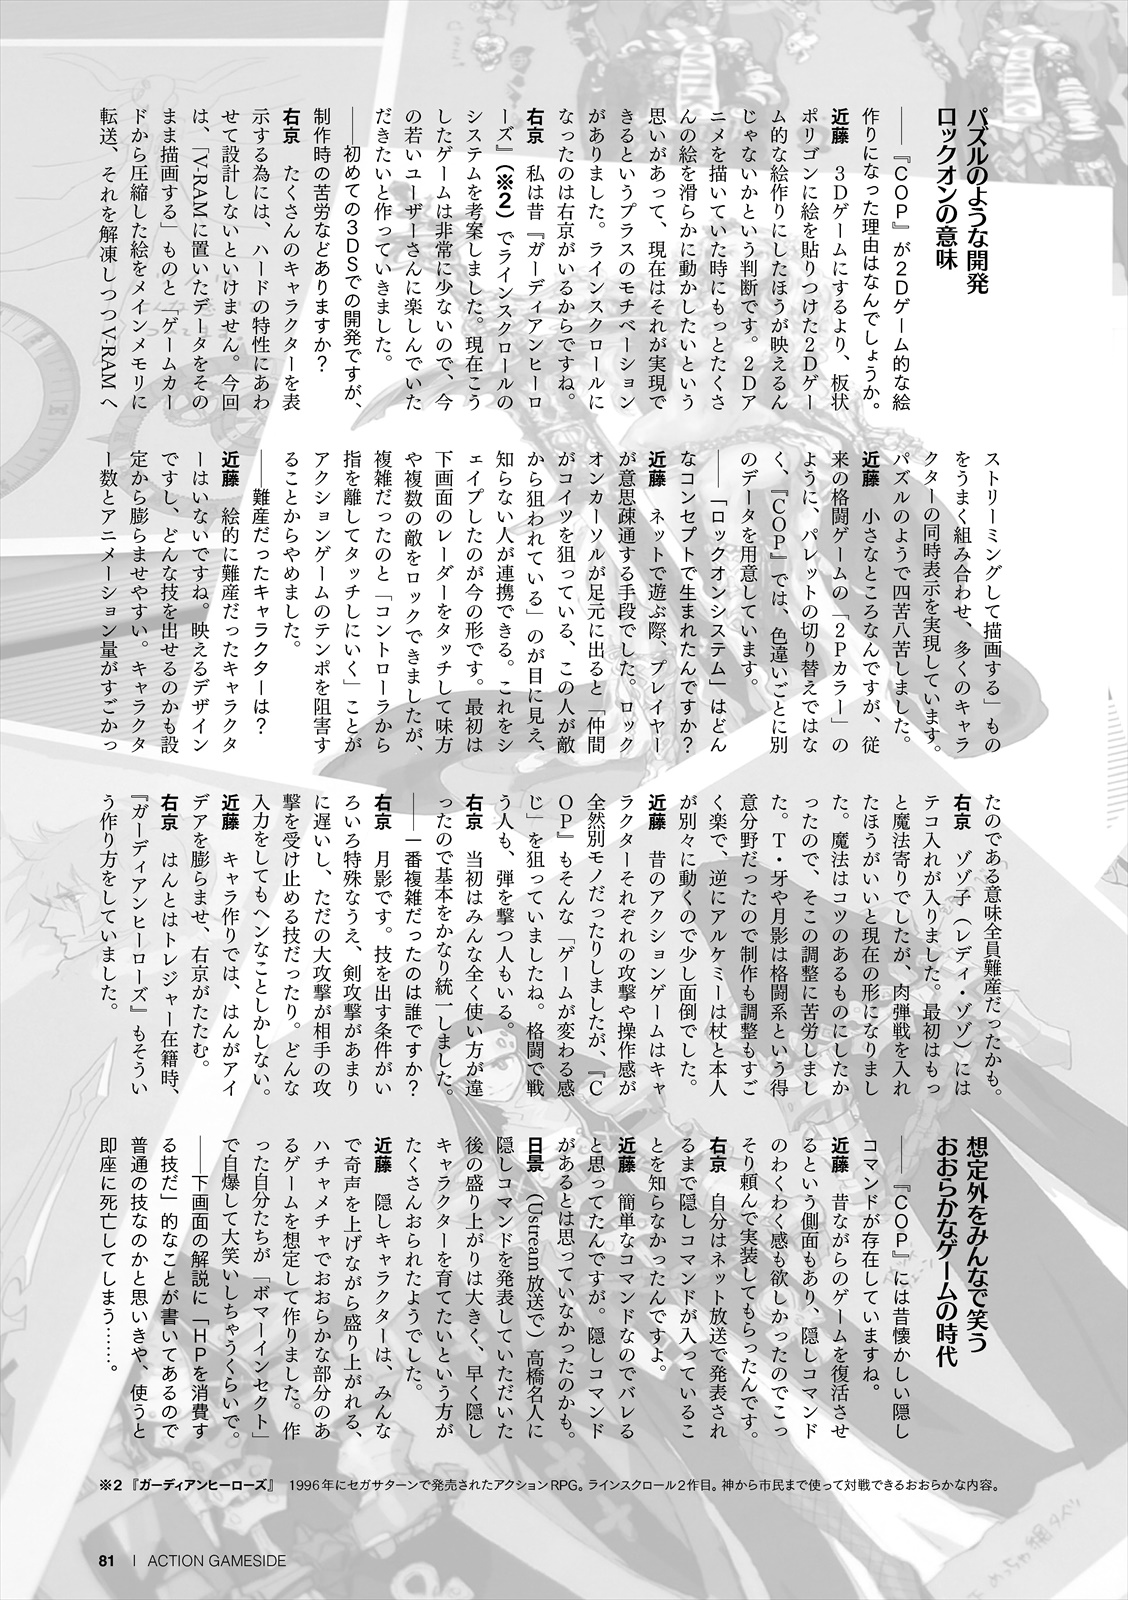 パズルのような開発
ロックオンの意味
――『COP』が2Dゲーム的な絵
作りになった理由はなんでしょうか。
近藤　3Dゲームにするより、板状
ポリゴンに絵を貼りつけた2Dゲー
ム的な絵作りにしたほうが映えるん
じゃないかという判断です。2Dア
ニメを描いていた時にもっとたくさ
んの絵を滑らかに動かしたいという
思いがあって、現在はそれが実現で
きるというプラスのモチベーション
がありました。ラインスクロールに
なったのは右京がいるからですね。
右京　私は昔『ガーディアンヒーロ
ーズ』(※2)でラインスクロールの
システムを考案しました。現在こう
したゲームは非常に少ないので、今
の若いユーザーさんに楽しんでいた
だきたいと作っていきました。
――初めての3DSでの開発ですが、
制作時の苦労などありますか？
右京　たくさんのキャラクターを表
示する為には、ハードの特性にあわ
せて設計しないといけません。今回
は、「V-RAMに置いたデータをその
まま描画する」ものと「ゲームカー
ドから圧縮した絵をメインメモリに
転送、それを解凍しつつV-RAMへ
ストリーミングして描画する」もの
をうまく組み合わせ、多くのキャラ
クターの同時表示を実現しています。
パズルのようで四苦八苦しました。
近藤　小さなところなんですが、従
来の格闘ゲームの「2Pカラー」の
ように、パレットの切り替えではな
く、『COP』では、色違いごとに別
のデータを用意しています。
――「ロックオンシステム」はどん
なコンセプトで生まれたんですか？
近藤　ネットで遊ぶ際、プレイヤー
が意思疎通する手段でした。ロック
オンカーソルが足元に出ると「仲間
がコイツを狙っている、この人が敵
から狙われている」のが目に見え、
知らない人が連携できる。これをシ
ェイプしたのが今の形です。最初は
下画面のレーダーをタッチして味方
や複数の敵をロックできましたが、
複雑だったのと「コントローラから
指を離してタッチしにいく」ことが
アクションゲームのテンポを阻害す
ることからやめました。
――難産だったキャラクターは？
近藤　絵的に難産だったキャラクタ
ーはいないですね。映えるデザイン
ですし、どんな技を出せるのかも設
定から膨らませやすい。キャラクタ
ー数とアニメーション量がすごかっ
たのである意味全員難産だったかも。
右京　ゾゾ子（レディ・ゾゾ）には
テコ入れが入りました。最初はもっ
と魔法寄りでしたが、肉弾戦を入れ
たほうがいいと現在の形になりまし
た。魔法はコツのあるものにしたか
ったので、そこの調整に苦労しまし
た。T・牙や月影は格闘系という得
意分野だったので制作も調整もすご
く楽で、逆にアルケミーは杖と本人
が別々に動くので少し面倒でした。
近藤　昔のアクションゲームはキャ
ラクターそれぞれの攻撃や操作感が
全然別モノだったりしましたが、『C
OP』もそんな「ゲームが変わる感
じ」を狙っていましたね。格闘で戦
う人も、弾を撃つ人もいる。
右京　当初はみんな全く使い方が違
ったので基本をかなり統一しました。
――一番複雑だったのは誰ですか？
右京　月影です。技を出す条件がい
ろいろ特殊なうえ、剣攻撃があまり
に遅いし、ただの大攻撃が相手の攻
撃を受け止める技だったり。どんな
入力をしてもヘンなことしかしない。
近藤　キャラ作りでは、はんがアイ
デアを膨らませ、右京がたたむ。
右京　はんとはトレジャー在籍時、
『ガーディアンヒーローズ』もそうい
う作り方をしていました。
想定外をみんなで笑う
おおらかなゲームの時代
――『COP』には昔懐かしい隠し
コマンドが存在していますね。
近藤　昔ながらのゲームを復活させ
るという側面もあり、隠しコマンド
のわくわく感も欲しかったのでこっ
そり頼んで実装してもらったんです。
右京　自分はネット放送で発表され
るまで隠しコマンドが入っているこ
とを知らなかったんですよ。
近藤　簡単なコマンドなのでバレる
と思ってたんですが。隠しコマンド
があるとは思っていなかったのかも。
日景　（Ustream放送で）高橋名人に
隠しコマンドを発表していただいた
後の盛り上がりは大きく、早く隠し
キャラクターを育てたいという方が
たくさんおられたようでした。
近藤　隠しキャラクターは、みんな
で奇声を上げながら盛り上がれる、
ハチャメチャでおおらかな部分のあ
るゲームを想定して作りました。作
った自分たちが「ボマーインセクト」
で自爆して大笑いしちゃうくらいで。
――下画面の解説に「HPを消費す
る技だ」的なことが書いてあるので
普通の技なのかと思いきや、使うと
即座に死亡してしまう……。
※2 『ガーディアンヒーローズ』　1996年にセガサターンで発売されたアクションRPG。ラインスクロール2作目。神から市民まで使って対戦できるおおらかな内容。
81 | ACTION GAMESIDE